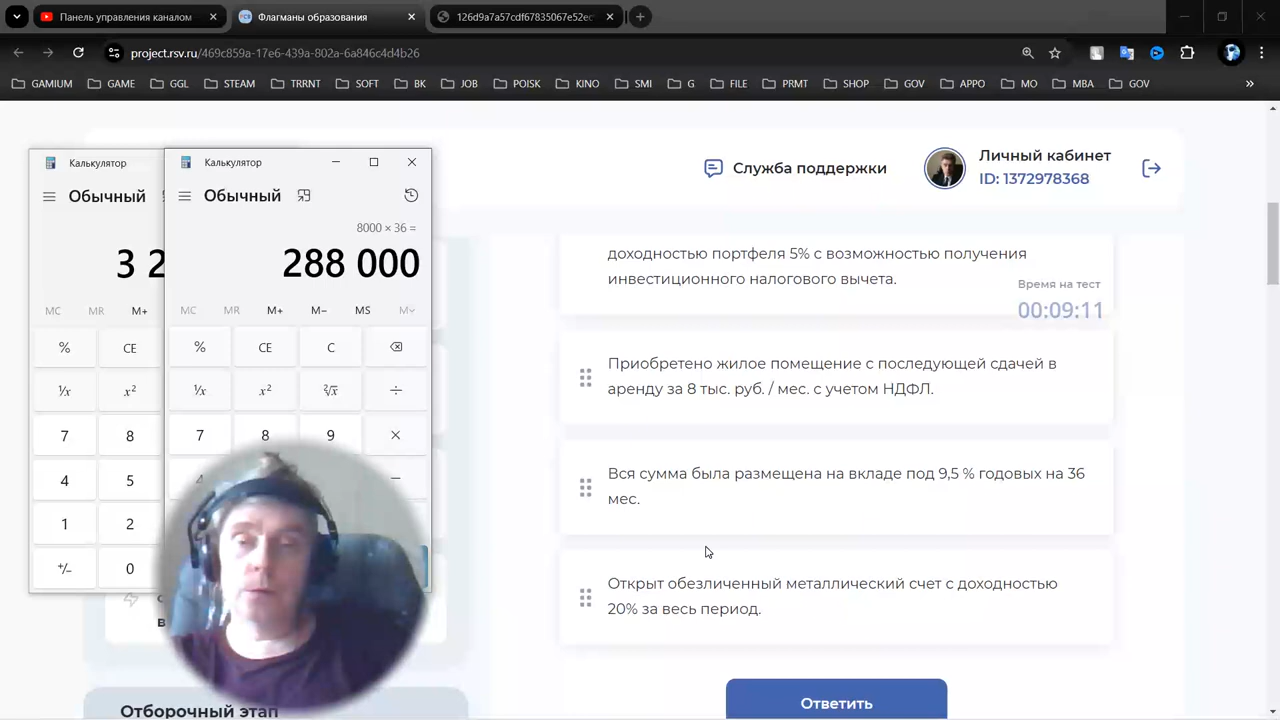 Панель управления каналом
Флагманы образования
126d9a7a57cdf67835067e52ec
project.rsv.ru/469c859a-17e6-439a-802a-6a846c4d4b26
GAMIUM GAME GGL STEAM TRRNT SOFT BK JOB POISK KINO SMI G FILE PRMT SHOP GOV APPO MO MBA GOV
Служба поддержки
Личный кабинет
ID: 1372978368
Калькулятор
Обычный
3 2
MC MR M+
% CE
¹/x x²
7 8
4 5
1 2
+/− 0
Калькулятор
Обычный
8000 × 36 =
288 000
MC MR M+ M− MS M˅
% CE C
¹/x x² ²√x ÷
7 8 9 ×
−
доходностью портфеля 5% с возможностью получения
инвестиционного налогового вычета.
Время на тест
00:09:11
Приобретено жилое помещение с последующей сдачей в
аренду за 8 тыс. руб. / мес. с учетом НДФЛ.
Вся сумма была размещена на вкладе под 9,5 % годовых на 36
мес.
Открыт обезличенный металлический счет с доходностью
20% за весь период.
Ответить
Отборочный этап